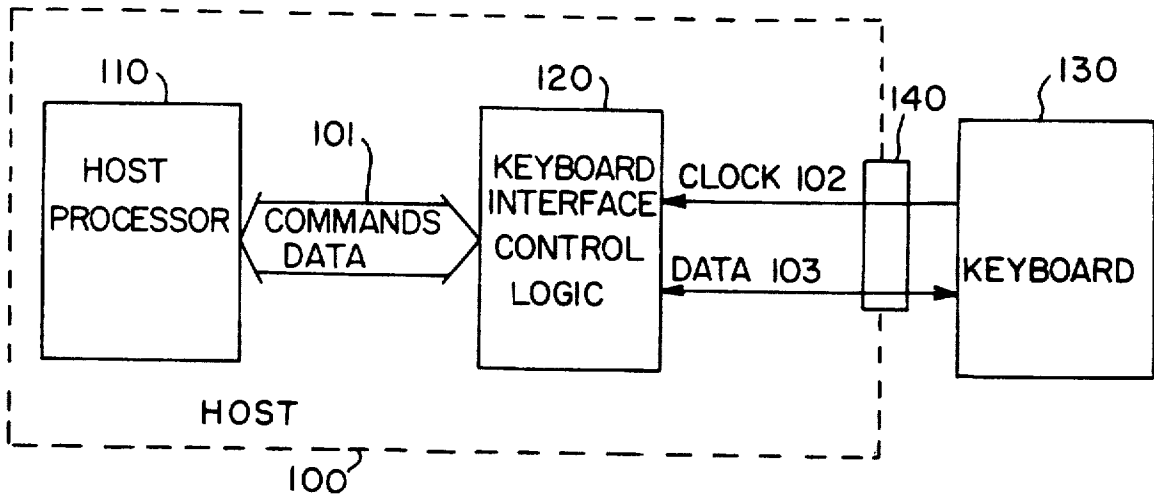 110
HOST
PROCESSOR
101
COMMANDS
DATA
120
KEYBOARD
INTERFACE
CONTROL
LOGIC
CLOCK 102
DATA 103
140
130
KEYBOARD
HOST
100